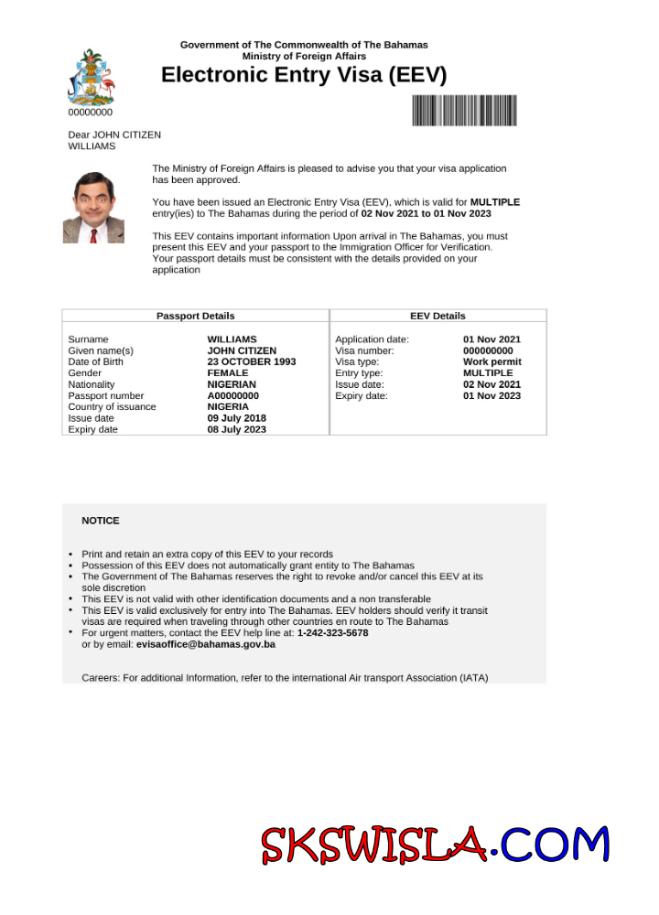 Government of The Commonwealth of The Bahamas
Ministry of Foreign Affairs
Electronic Entry Visa (EEV)
00000000
Dear JOHN CITIZEN
WILLIAMS
The Ministry of Foreign Affairs is pleased to advise you that your visa application
has been approved.
You have been issued an Electronic Entry Visa (EEV), which is valid for MULTIPLE
entry(ies) to The Bahamas during the period of 02 Nov 2021 to 01 Nov 2023
This EEV contains important information Upon arrival in The Bahamas, you must
present this EEV and your passport to the Immigration Officer for Verification.
Your passport details must be consistent with the details provided on your
application
Passport Details
Surname WILLIAMS
Given name(s) JOHN CITIZEN
Date of Birth 23 OCTOBER 1993
Gender FEMALE
Nationality NIGERIAN
Passport number A00000000
Country of issuance NIGERIA
Issue date 09 July 2018
Expiry date 08 July 2023
EEV Details
Application date: 01 Nov 2021
Visa number: 000000000
Visa type: Work permit
Entry type: MULTIPLE
Issue date: 02 Nov 2021
Expiry date: 01 Nov 2023
NOTICE
• Print and retain an extra copy of this EEV to your records
• Possession of this EEV does not automatically grant entity to The Bahamas
• The Government of The Bahamas reserves the right to revoke and/or cancel this EEV at its
sole discretion
• This EEV is not valid with other identification documents and a non transferable
• This EEV is valid exclusively for entry into The Bahamas. EEV holders should verify it transit
visas are required when traveling through other countries en route to The Bahamas
• For urgent matters, contact the EEV help line at: 1-242-323-5678
or by email: evisaoffice@bahamas.gov.ba
Careers: For additional Information, refer to the international Air transport Association (IATA)
SKSWISLA.COM